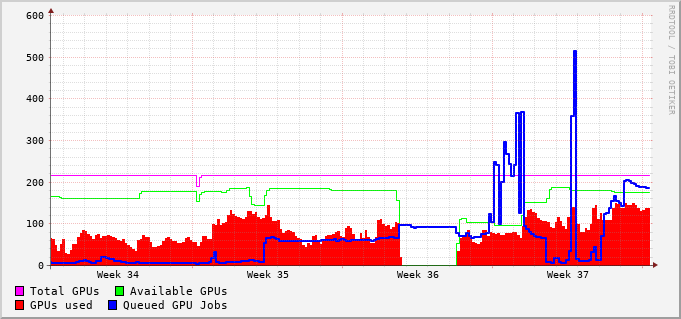 600
500
400
300
200
100
0
Week 34 Week 35 Week 36 Week 37
Total GPUs Available GPUs
GPUs used Queued GPU Jobs
RRDTOOL / TOBI OETIKER